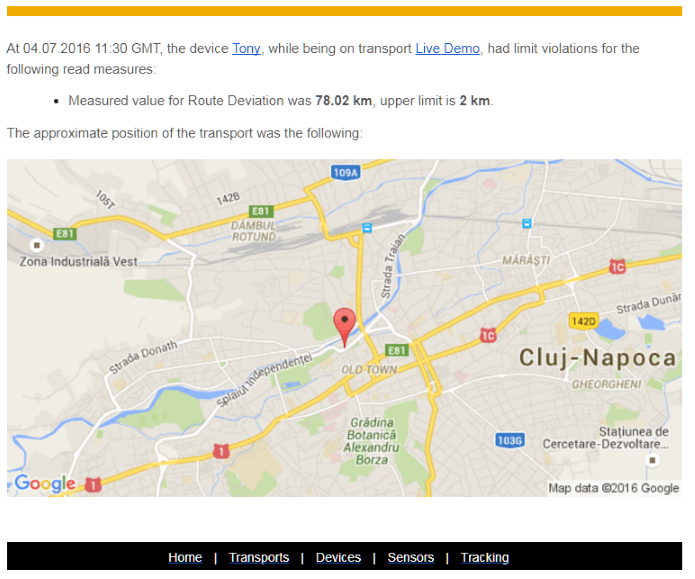 At 04.07.2016 11:30 GMT, the device Tony, while being on transport Live Demo, had limit violations for the
following read measures:
• Measured value for Route Deviation was 78.02 km, upper limit is 2 km.
The approximate position of the transport was the following:
109A
105T
142B
E81
DÂMBUL
ROTUND
E81
Zona Industrială Vest
Strada Traian
MĂRĂȘTI
1C
Strada Dunăr
142D
1C
Strada Donath
E81
OLD TOWN
Cluj-Napoca
Splaiul Independenței
GHEORGHENI
Grădina
Botanică
Alexandru
Borza
103G
Stațiunea de
Cercetare-Dezvoltare...
1
Google
1
Map data ©2016 Google
Home | Transports | Devices | Sensors | Tracking